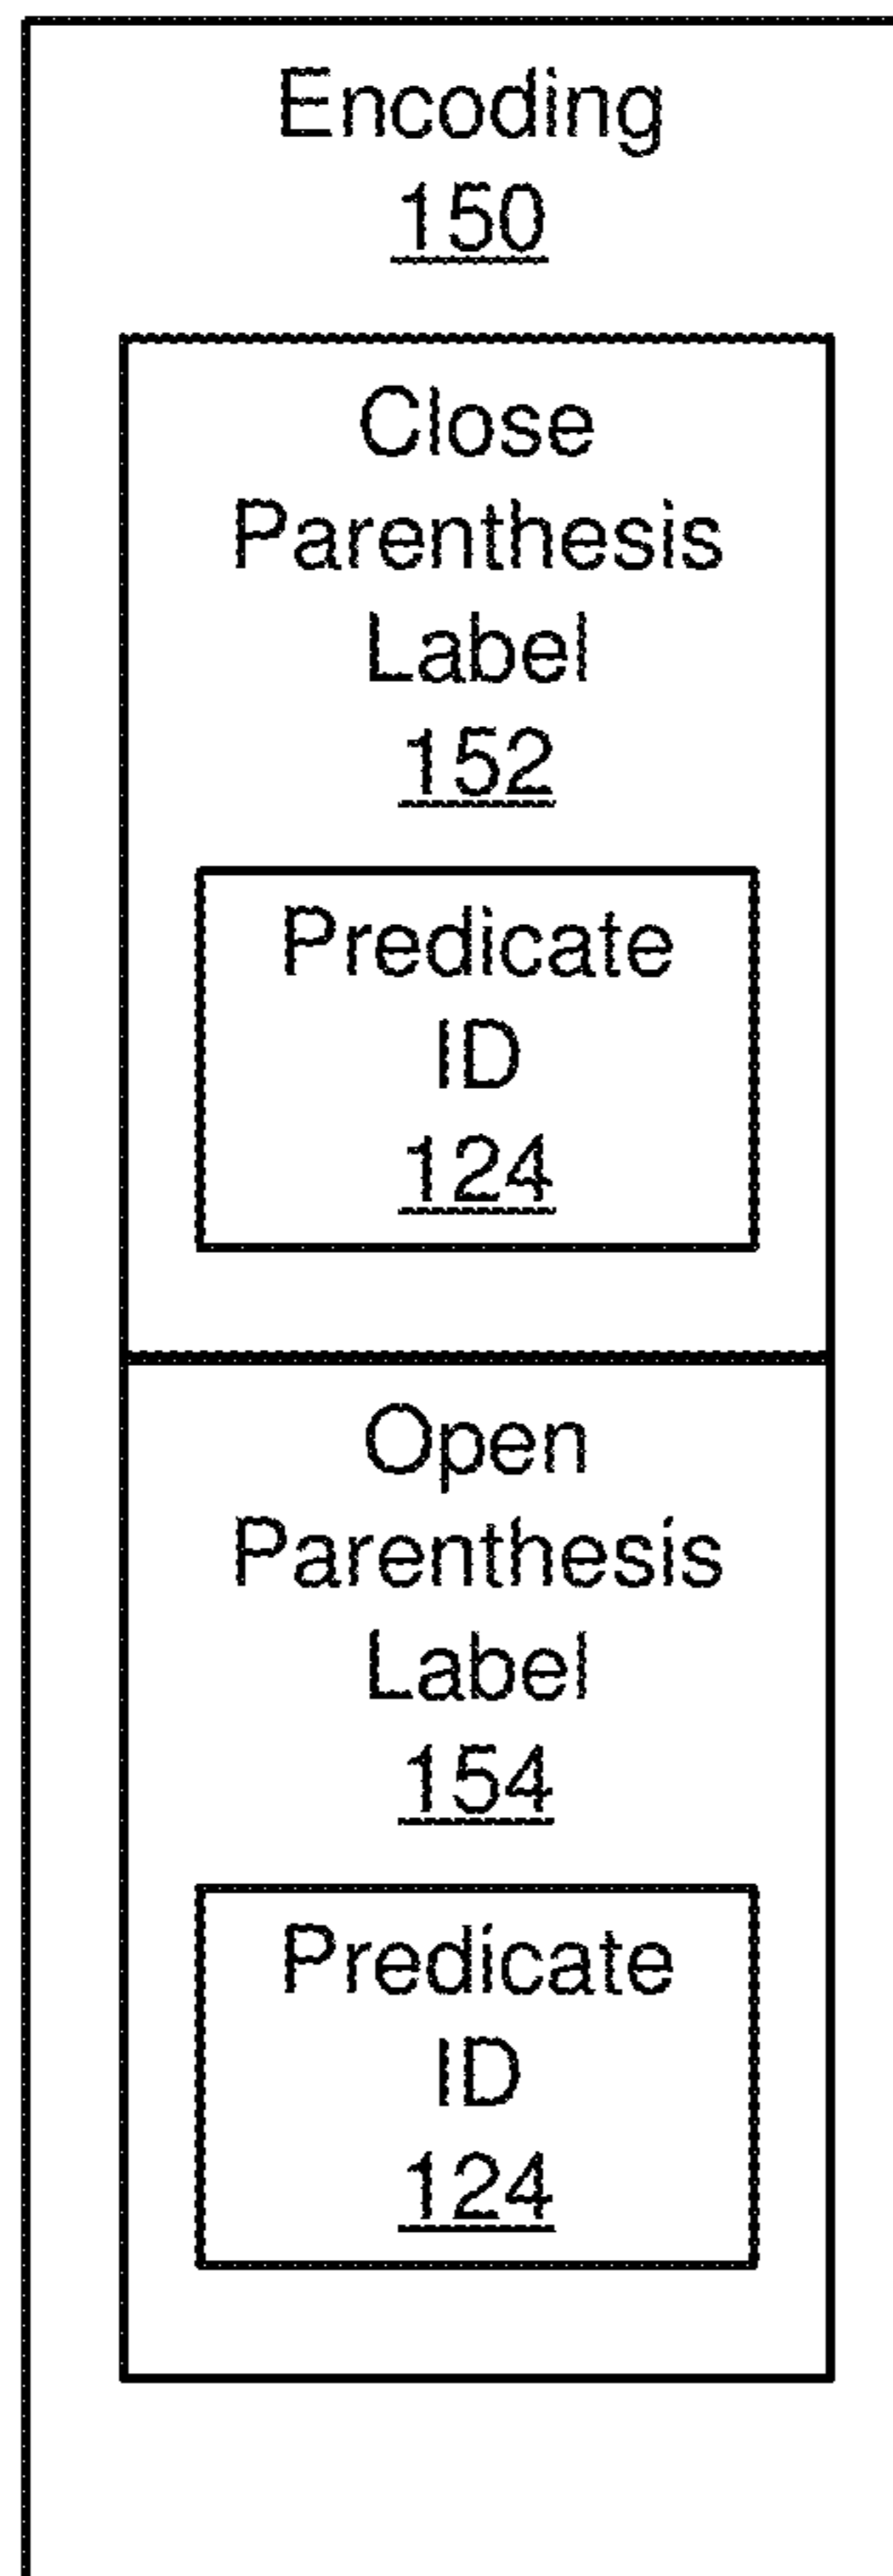 Encoding
150
Close
Parenthesis
Label
152
Predicate
ID
124
Open
Parenthesis
Label
154
Predicate
ID
124